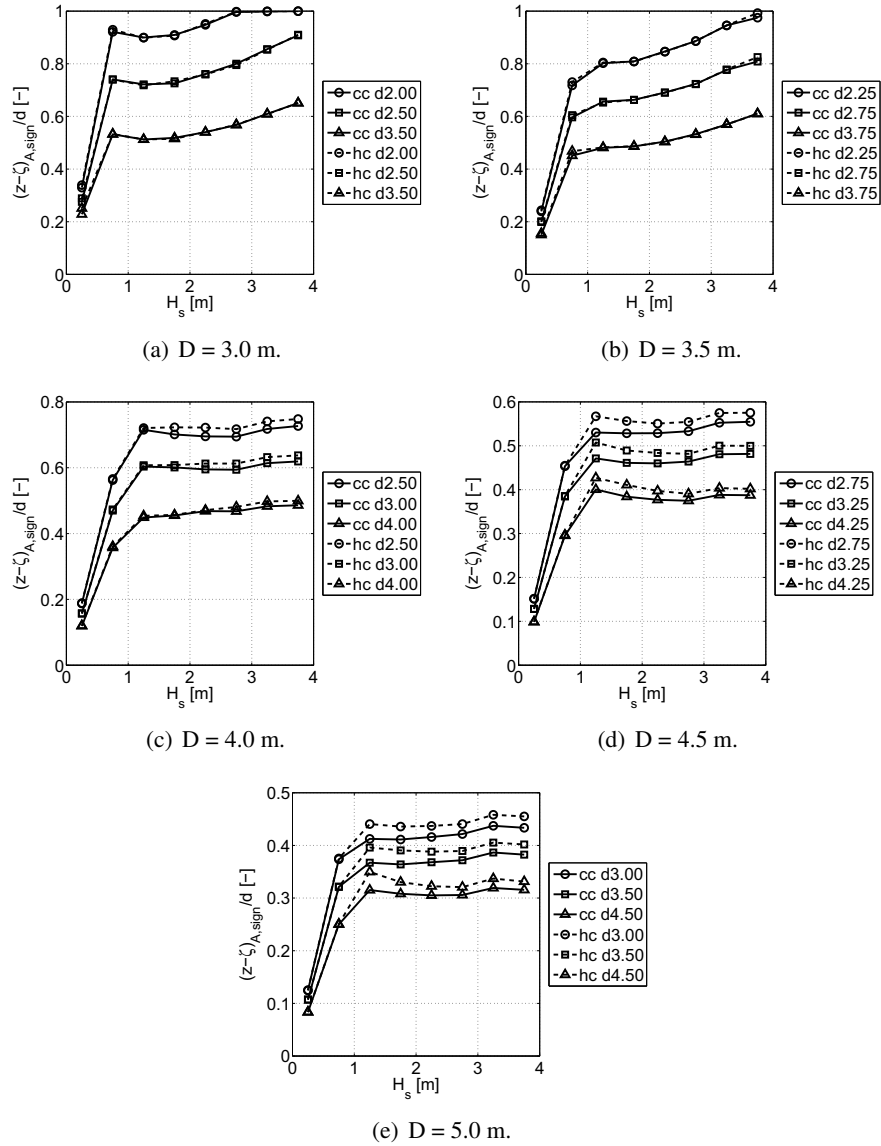 1
0.8
0.6
0.4
0.2
0
0 1 2 3 4
(z−ζ)A,sign/d [−]
H_s [m]
cc d2.00
cc d2.50
cc d3.50
hc d2.00
hc d2.50
hc d3.50
(a) D = 3.0 m.
1
0.8
0.6
0.4
0.2
0
0 1 2 3 4
(z−ζ)A,sign/d [−]
H_s [m]
cc d2.25
cc d2.75
cc d3.75
hc d2.25
hc d2.75
hc d3.75
(b) D = 3.5 m.
0.8
0.6
0.4
0.2
0
0 1 2 3 4
(z−ζ)A,sign/d [−]
H_s [m]
cc d2.50
cc d3.00
cc d4.00
hc d2.50
hc d3.00
hc d4.00
(c) D = 4.0 m.
0.6
0.5
0.4
0.3
0.2
0.1
0
0 1 2 3 4
(z−ζ)A,sign/d [−]
H_s [m]
cc d2.75
cc d3.25
cc d4.25
hc d2.75
hc d3.25
hc d4.25
(d) D = 4.5 m.
0.5
0.4
0.3
0.2
0.1
0
0 1 2 3 4
(z−ζ)A,sign/d [−]
H_s [m]
cc d3.00
cc d3.50
cc d4.50
hc d3.00
hc d3.50
hc d4.50
(e) D = 5.0 m.